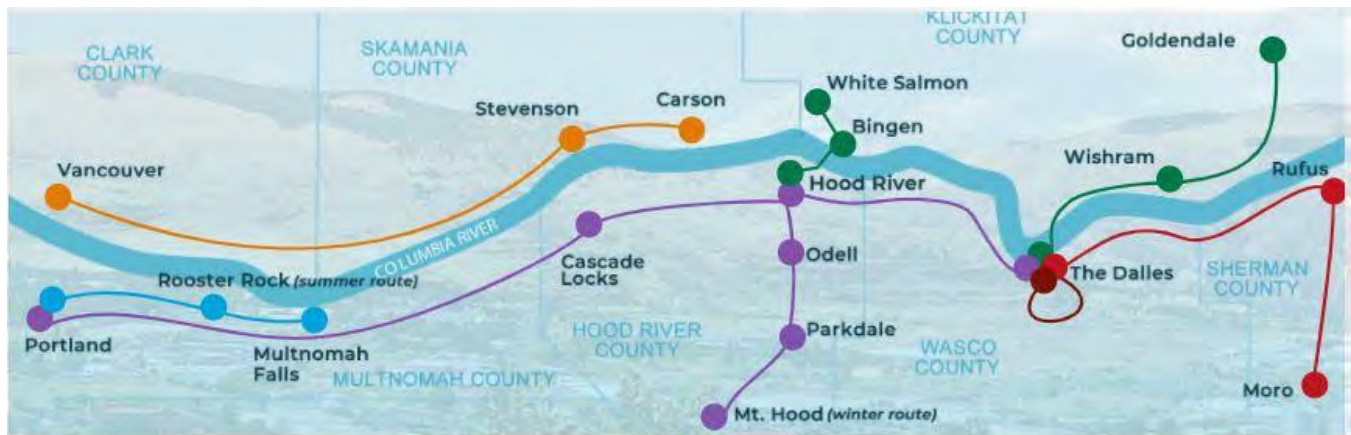 KLICKITAT
COUNTY
CLARK
COUNTY
SKAMANIA
COUNTY
Goldendale
White Salmon
Stevenson
Carson
Bingen
Vancouver
Wishram
Rufus
Hood River
COLUMBIA RIVER
Rooster Rock (summer route)
Cascade
Locks
Odell
The Dalles
SHERMAN
COUNTY
Portland
Multnomah
Falls
HOOD RIVER
COUNTY
Parkdale
WASCO
COUNTY
MULTNOMAH COUNTY
Moro
Mt. Hood (winter route)